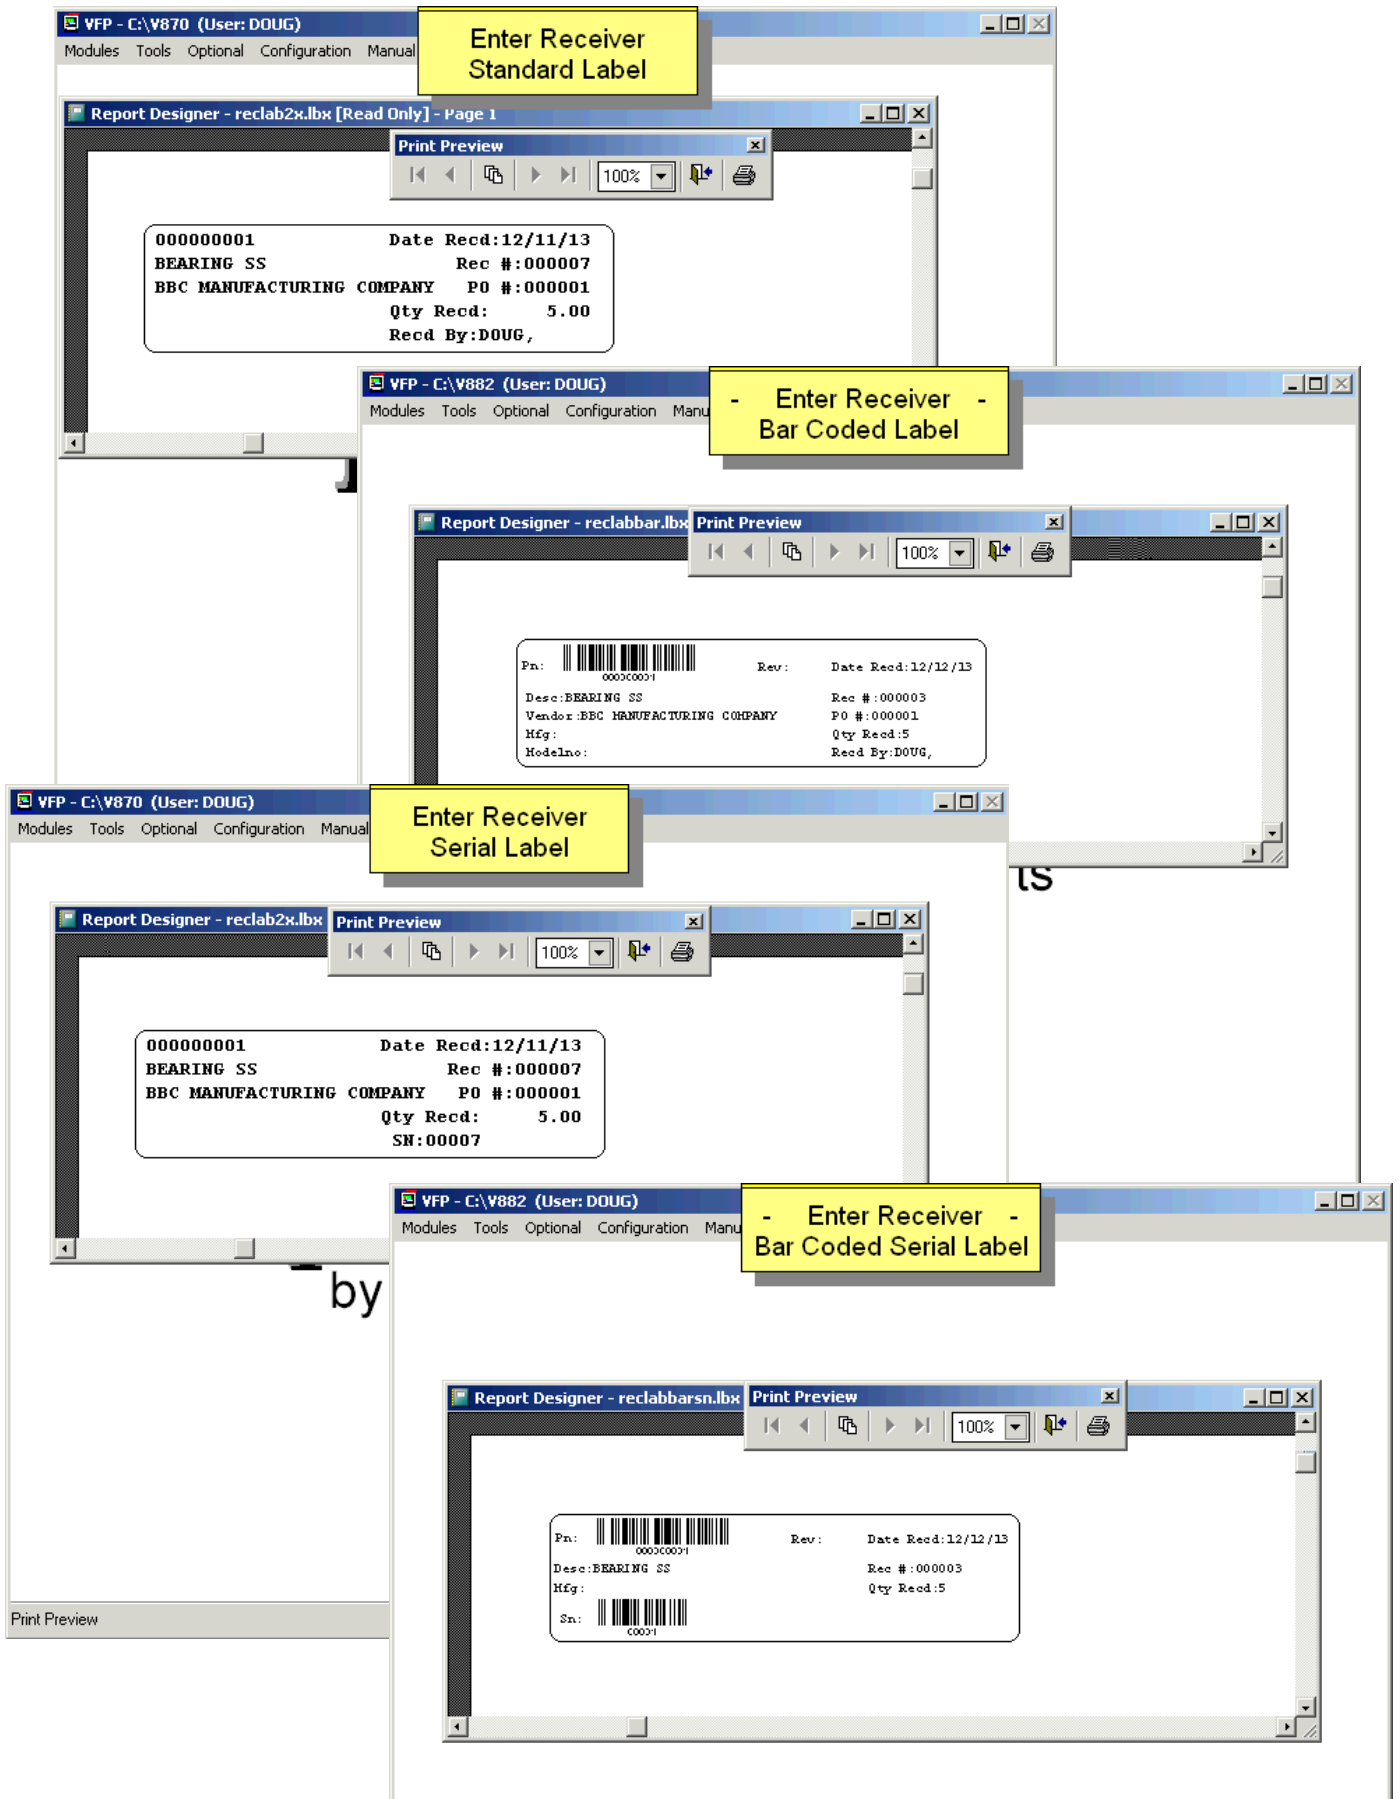 VFP - C:\V870 (User: DOUG)
Enter Receiver
Standard Label
Modules Tools Optional Configuration Manual
Report Designer - reclab2x.lbx [Read Only] - Page 1
Print Preview
100%
000000001 Date Recd:12/11/13
BEARING SS Rec #:000007
BBC MANUFACTURING COMPANY PO #:000001
Qty Recd: 5.00
Recd By:DOUG,
VFP - C:\V882 (User: DOUG)
- Enter Receiver -
Bar Coded Label
Modules Tools Optional Configuration Manu
Report Designer - reclabbar.lbx
Print Preview
100%
Pn: Rev: Date Recd:12/12/13
000000001
Desc:BEARING SS Rec #:000003
Vendor:BBC MANUFACTURING COMPANY PO #:000001
Mfg: Qty Recd:5
Modelno: Recd By:DOUG,
ts
VFP - C:\V870 (User: DOUG)
Enter Receiver
Serial Label
Modules Tools Optional Configuration Manual
Report Designer - reclab2x.lbx
Print Preview
100%
000000001 Date Recd:12/11/13
BEARING SS Rec #:000007
BBC MANUFACTURING COMPANY PO #:000001
Qty Recd: 5.00
SN:00007
by
Print Preview
VFP - C:\V882 (User: DOUG)
- Enter Receiver -
Bar Coded Serial Label
Modules Tools Optional Configuration Manu
Report Designer - reclabbarsn.lbx
Print Preview
100%
Pn: Rev: Date Recd:12/12/13
000000001
Desc:BEARING SS Rec #:000003
Mfg: Qty Recd:5
Sn:
00001